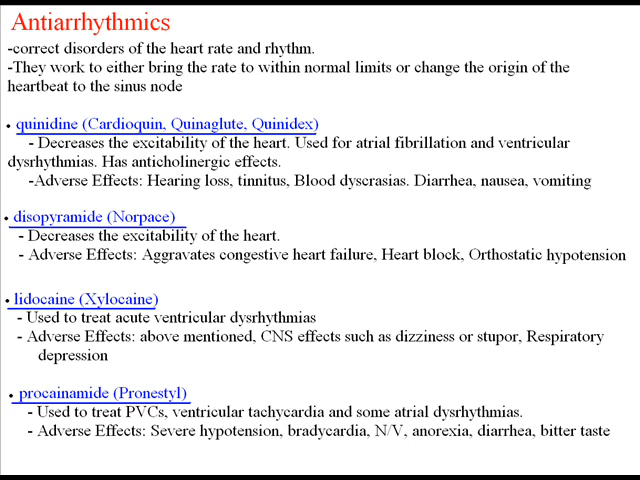 Antiarrhythmics
-correct disorders of the heart rate and rhythm.
-They work to either bring the rate to within normal limits or change the origin of the
heartbeat to the sinus node
• quinidine (Cardioquin, Quinaglute, Quinidex)
- Decreases the excitability of the heart. Used for atrial fibrillation and ventricular
dysrhythmias. Has anticholinergic effects.
-Adverse Effects: Hearing loss, tinnitus, Blood dyscrasias. Diarrhea, nausea, vomiting
• disopyramide (Norpace)
- Decreases the excitability of the heart.
- Adverse Effects: Aggravates congestive heart failure, Heart block, Orthostatic hypotension
• lidocaine (Xylocaine)
- Used to treat acute ventricular dysrhythmias
- Adverse Effects: above mentioned, CNS effects such as dizziness or stupor, Respiratory
depression
• procainamide (Pronestyl)
- Used to treat PVCs, ventricular tachycardia and some atrial dysrhythmias.
- Adverse Effects: Severe hypotension, bradycardia, N/V, anorexia, diarrhea, bitter taste